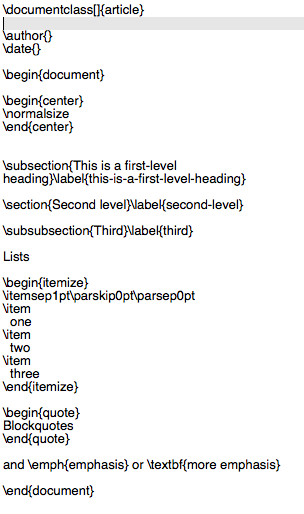 \documentclass[]{article}
\author{}
\date{}
\begin{document}
\begin{center}
\normalsize
\end{center}
\subsection{This is a first-level
heading}\label{this-is-a-first-level-heading}
\section{Second level}\label{second-level}
\subsubsection{Third}\label{third}
Lists
\begin{itemize}
\itemsep1pt\parskip0pt\parsep0pt
\item
  one
\item
  two
\item
  three
\end{itemize}
\begin{quote}
Blockquotes
\end{quote}
and \emph{emphasis} or \textbf{more emphasis}
\end{document}